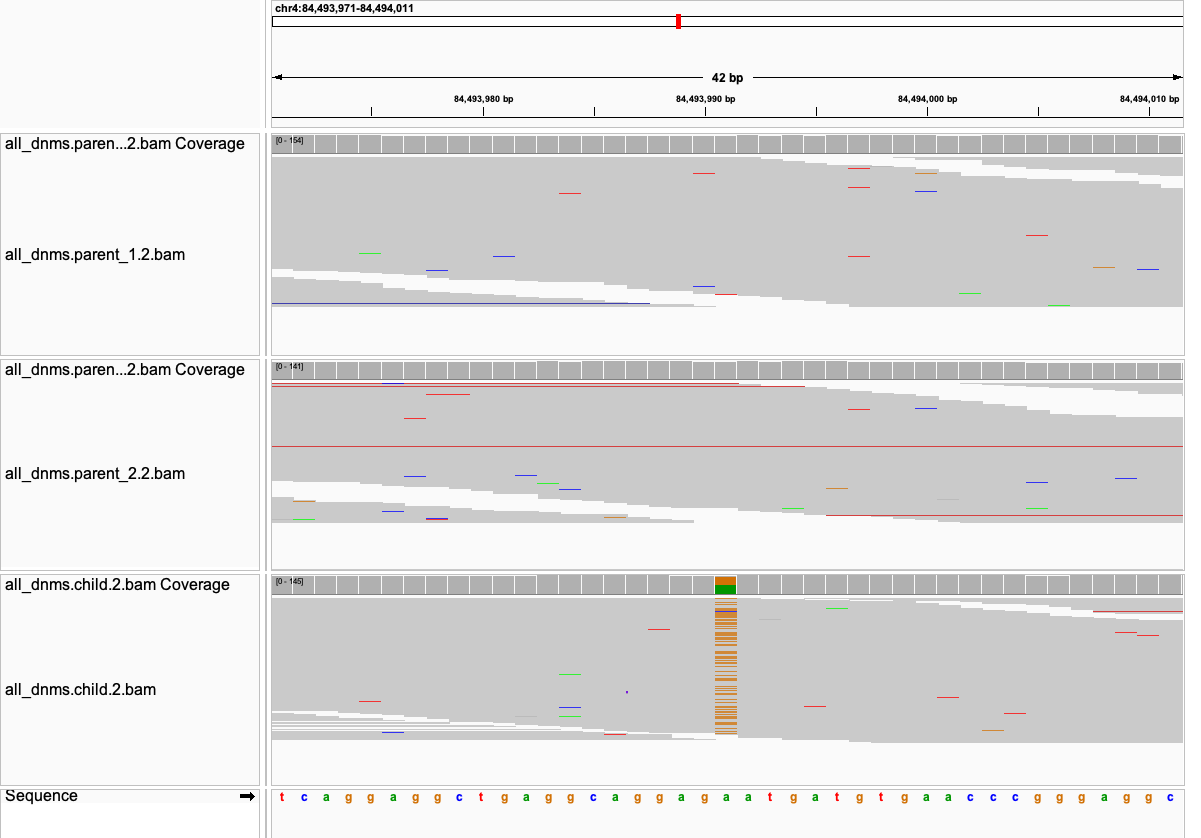 chr4:84,493,971-84,494,011
42 bp
84,493,980 bp 84,493,990 bp 84,494,000 bp 84,494,010 bp
all_dnms.paren...2.bam Coverage
[0 - 154]
all_dnms.parent_1.2.bam
all_dnms.paren...2.bam Coverage
[0 - 141]
all_dnms.parent_2.2.bam
all_dnms.child.2.bam Coverage
[0 - 145]
all_dnms.child.2.bam
Sequence
t c a g g a g g c t g a g g c a g g a g a a t g a t g t g a a c c c g g g a g g c